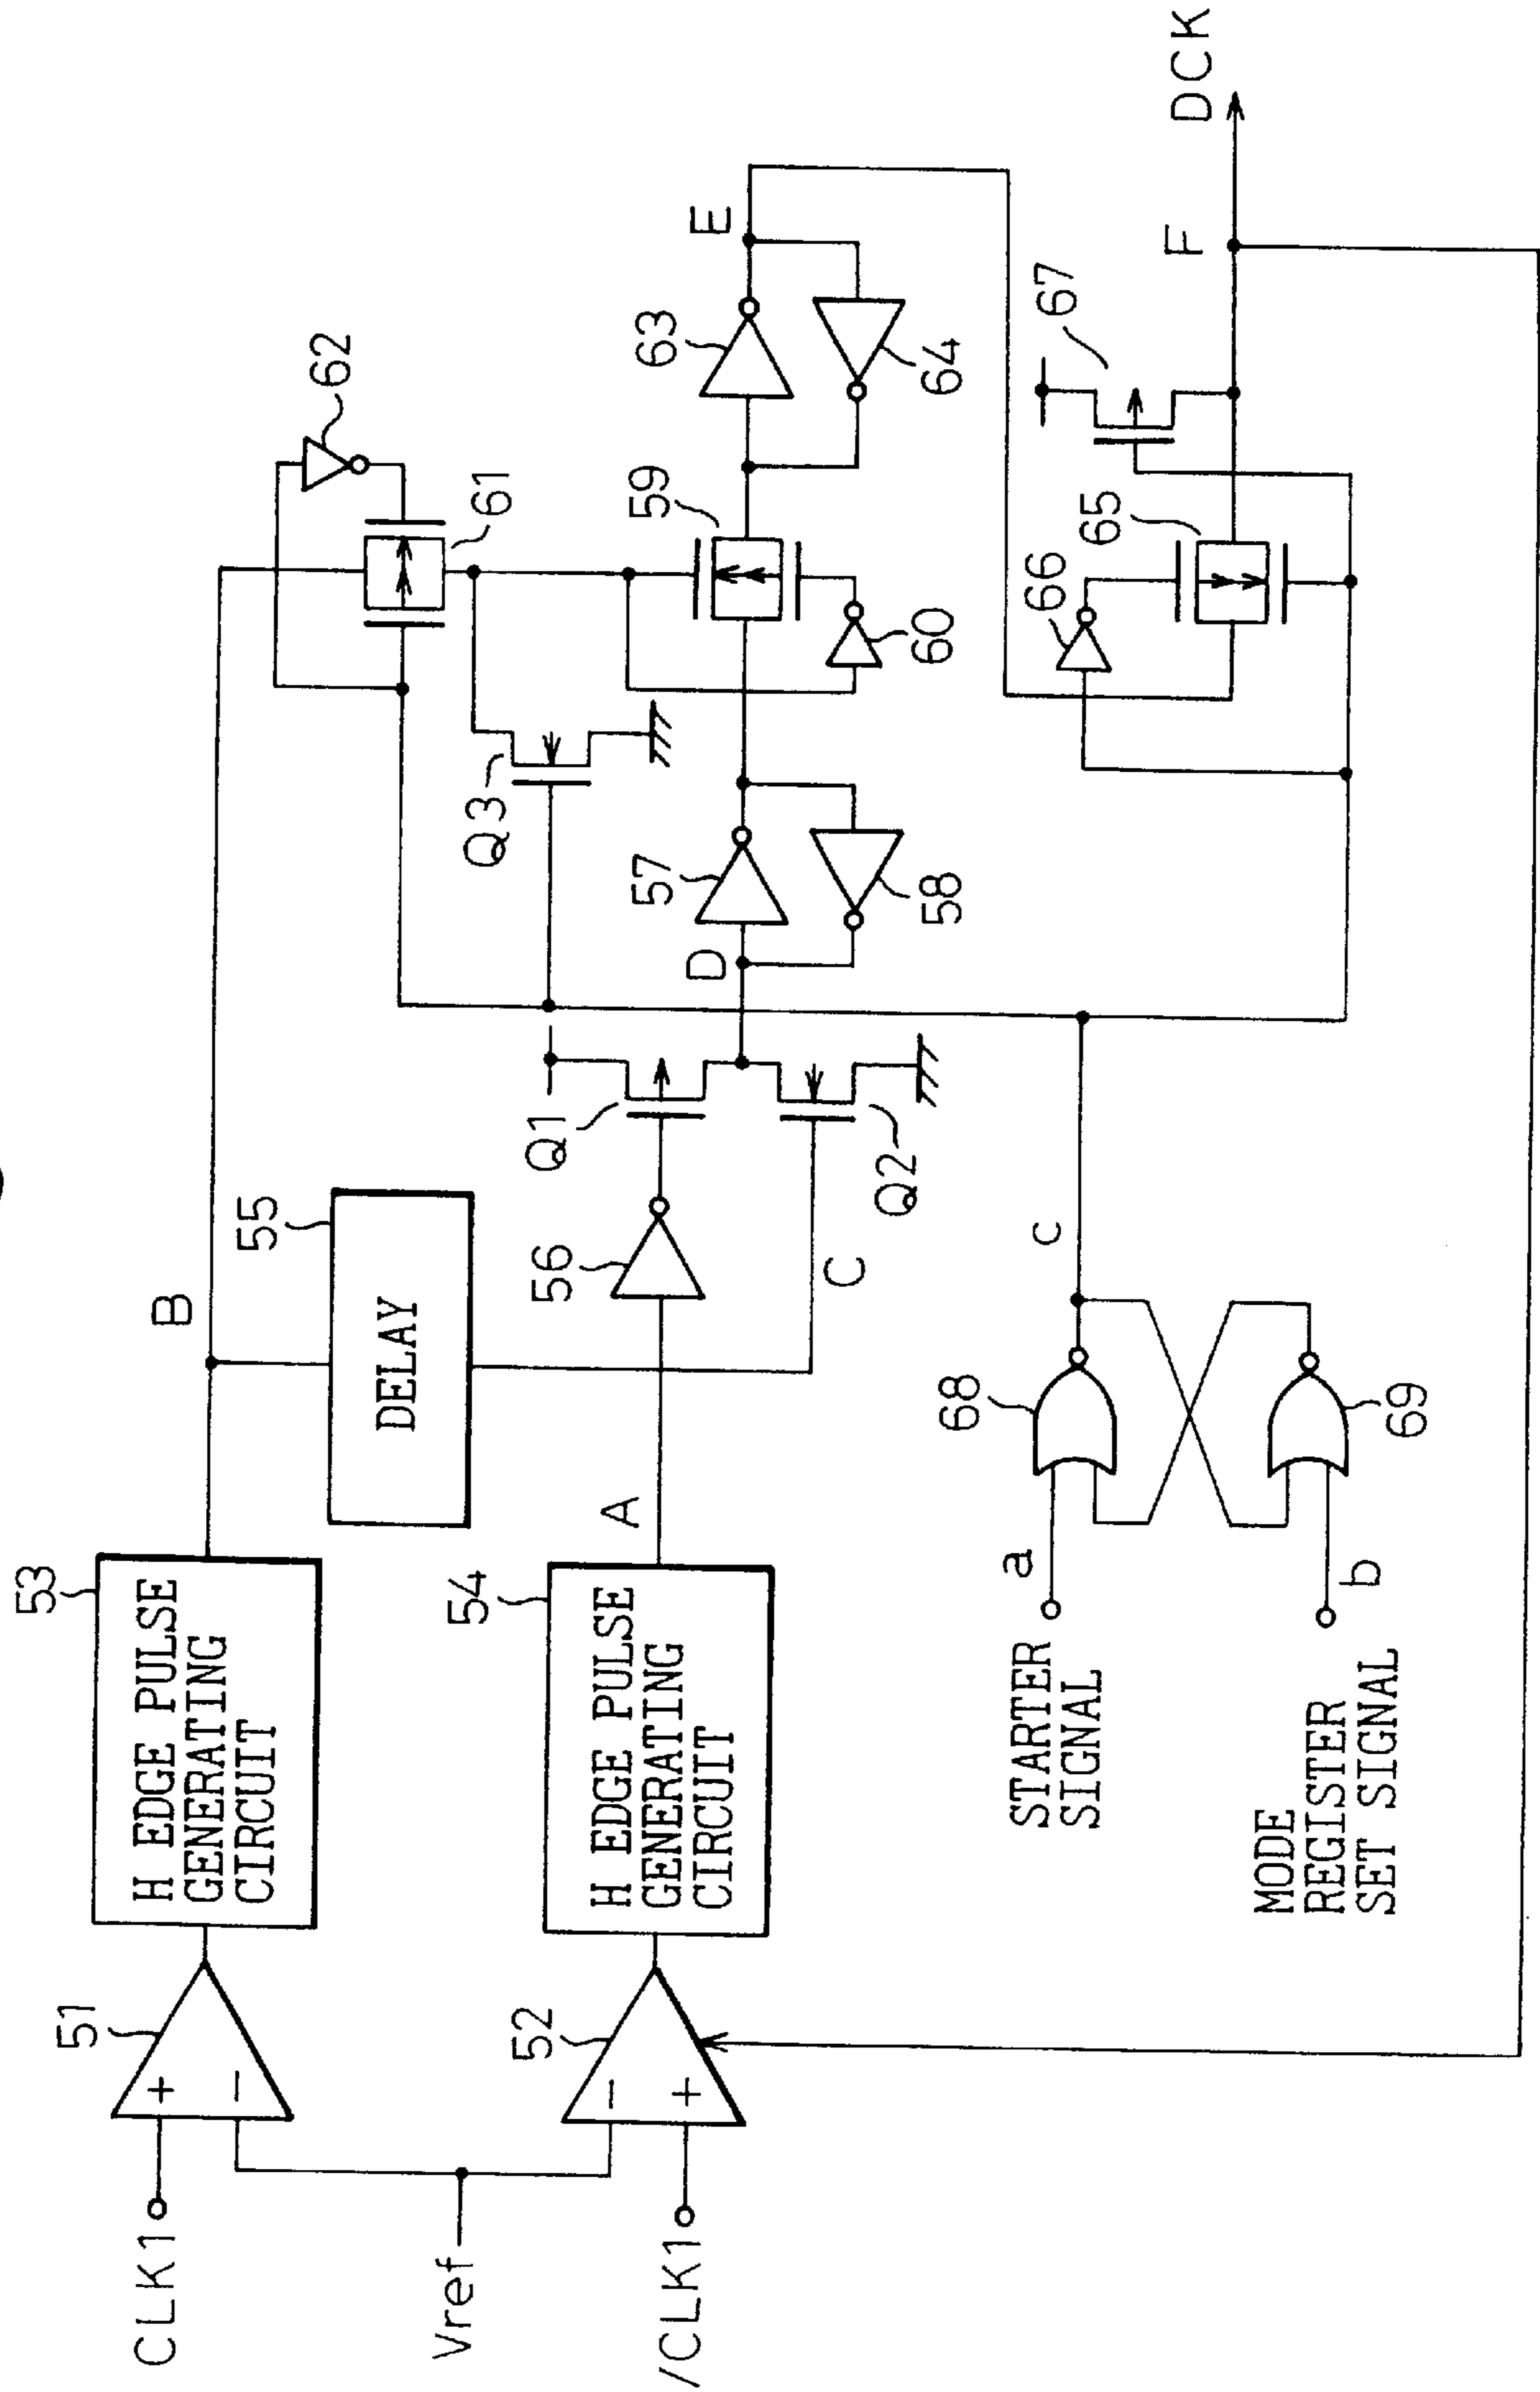 CLK1
Vref
/CLK1
51
52
53
H EDGE PULSE
GENERATING
CIRCUIT
54
H EDGE PULSE
GENERATING
CIRCUIT
+
−
−
+
B
A
55
DELAY
56
C
Q1
Q2
Q3
D
57
58
59
60
61
62
63
64
E
65
66
67
F
DCK
STARTER
SIGNAL
a
MODE
REGISTER
SET SIGNAL
b
68
69
c